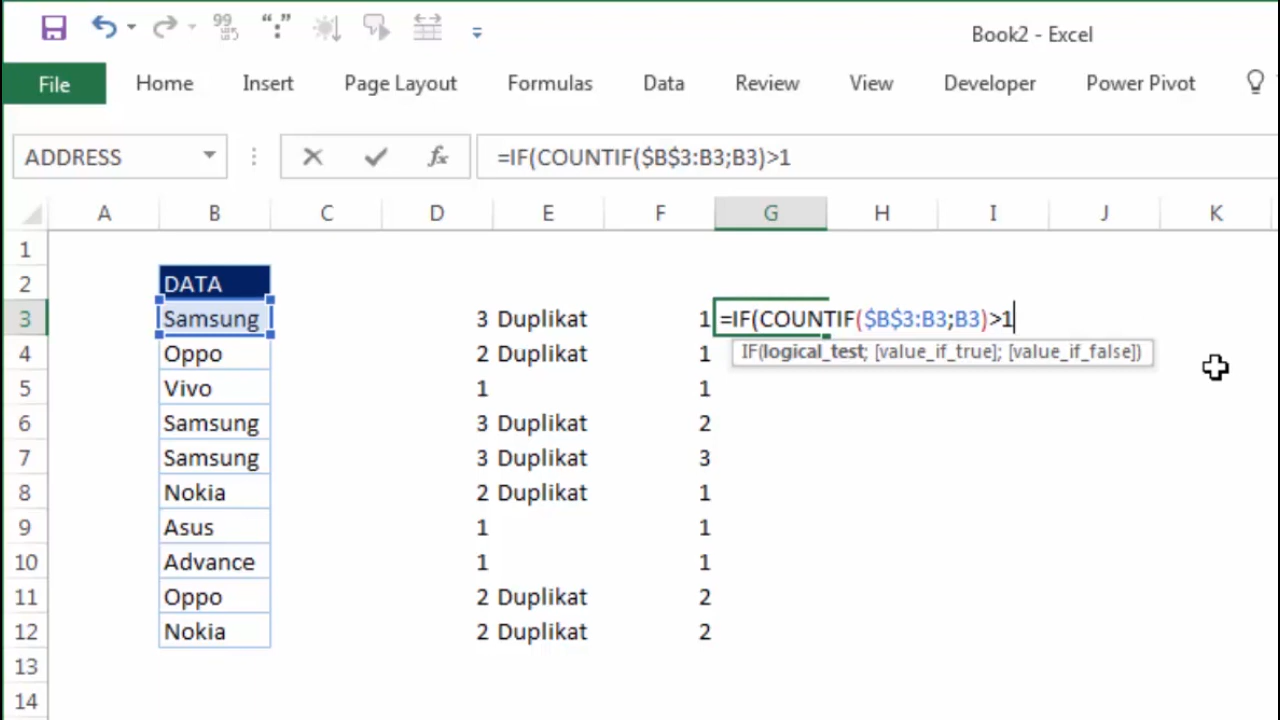 Book2 - Excel
File Home Insert Page Layout Formulas Data Review View Developer Power Pivot
ADDRESS =IF(COUNTIF($B$3:B3;B3)>1
A B C D E F G H I J K
1
2 DATA
3 Samsung 3 Duplikat 1 =IF(COUNTIF($B$3:B3;B3)>1
4 Oppo 2 Duplikat 1 IF(logical_test; [value_if_true]; [value_if_false])
5 Vivo 1 1
6 Samsung 3 Duplikat 2
7 Samsung 3 Duplikat 3
8 Nokia 2 Duplikat 1
9 Asus 1 1
10 Advance 1 1
11 Oppo 2 Duplikat 2
12 Nokia 2 Duplikat 2
13
14